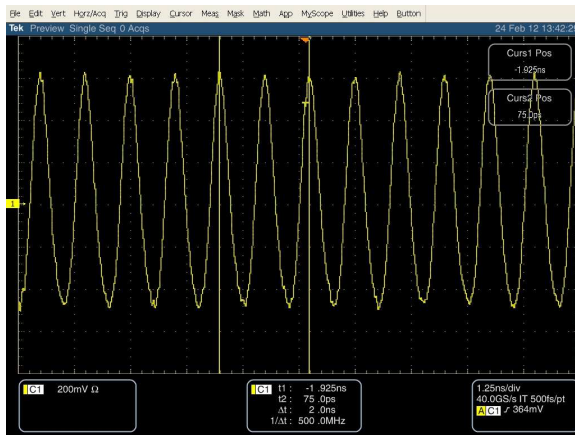 File Edit Vert Horiz/Acq Trig Display Cursor Meas Mask Math App MyScope Utilities Help Button
Tek Preview Single Seq 0 Acqs 24 Feb 12 13:42:29
Curs1 Pos
-1.925ns
Curs2 Pos
75.0ps
1
C1 200mV Ω
C1 t1 : -1 .925ns
t2 : 75 .0ps
Δt : 2 .0ns
1/Δt : 500 .0MHz
1.25ns/div
40.0GS/s IT 500fs/pt
A C1 ∫ 364mV